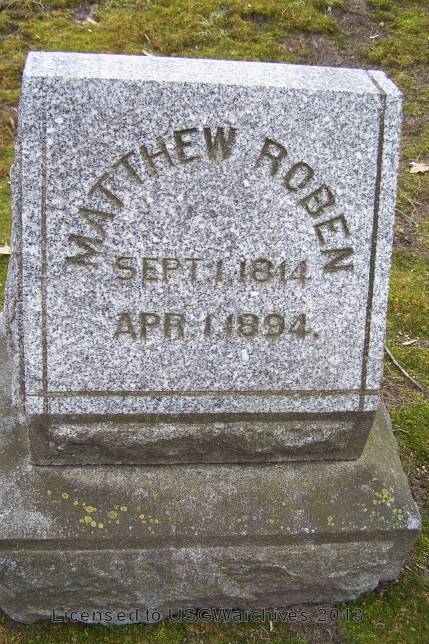 MATTHEW ROBEN
SEPT. 1, 1814
APR. 1, 1894.
Licensed to USGWarchives 2013